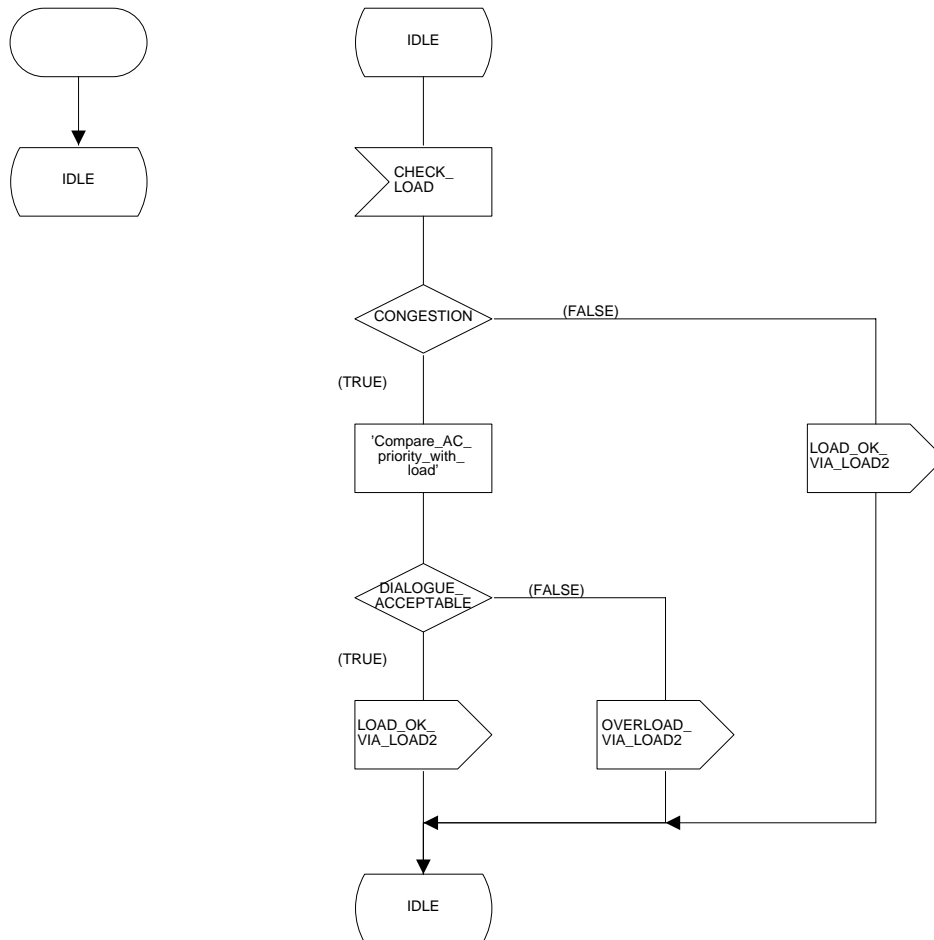 IDLE
IDLE
CHECK_
LOAD
CONGESTION
(FALSE)
(TRUE)
'Compare_AC_
priority_with_
load'
LOAD_OK_
VIA_LOAD2
DIALOGUE_
ACCEPTABLE
(FALSE)
(TRUE)
LOAD_OK_
VIA_LOAD2
OVERLOAD_
VIA_LOAD2
IDLE